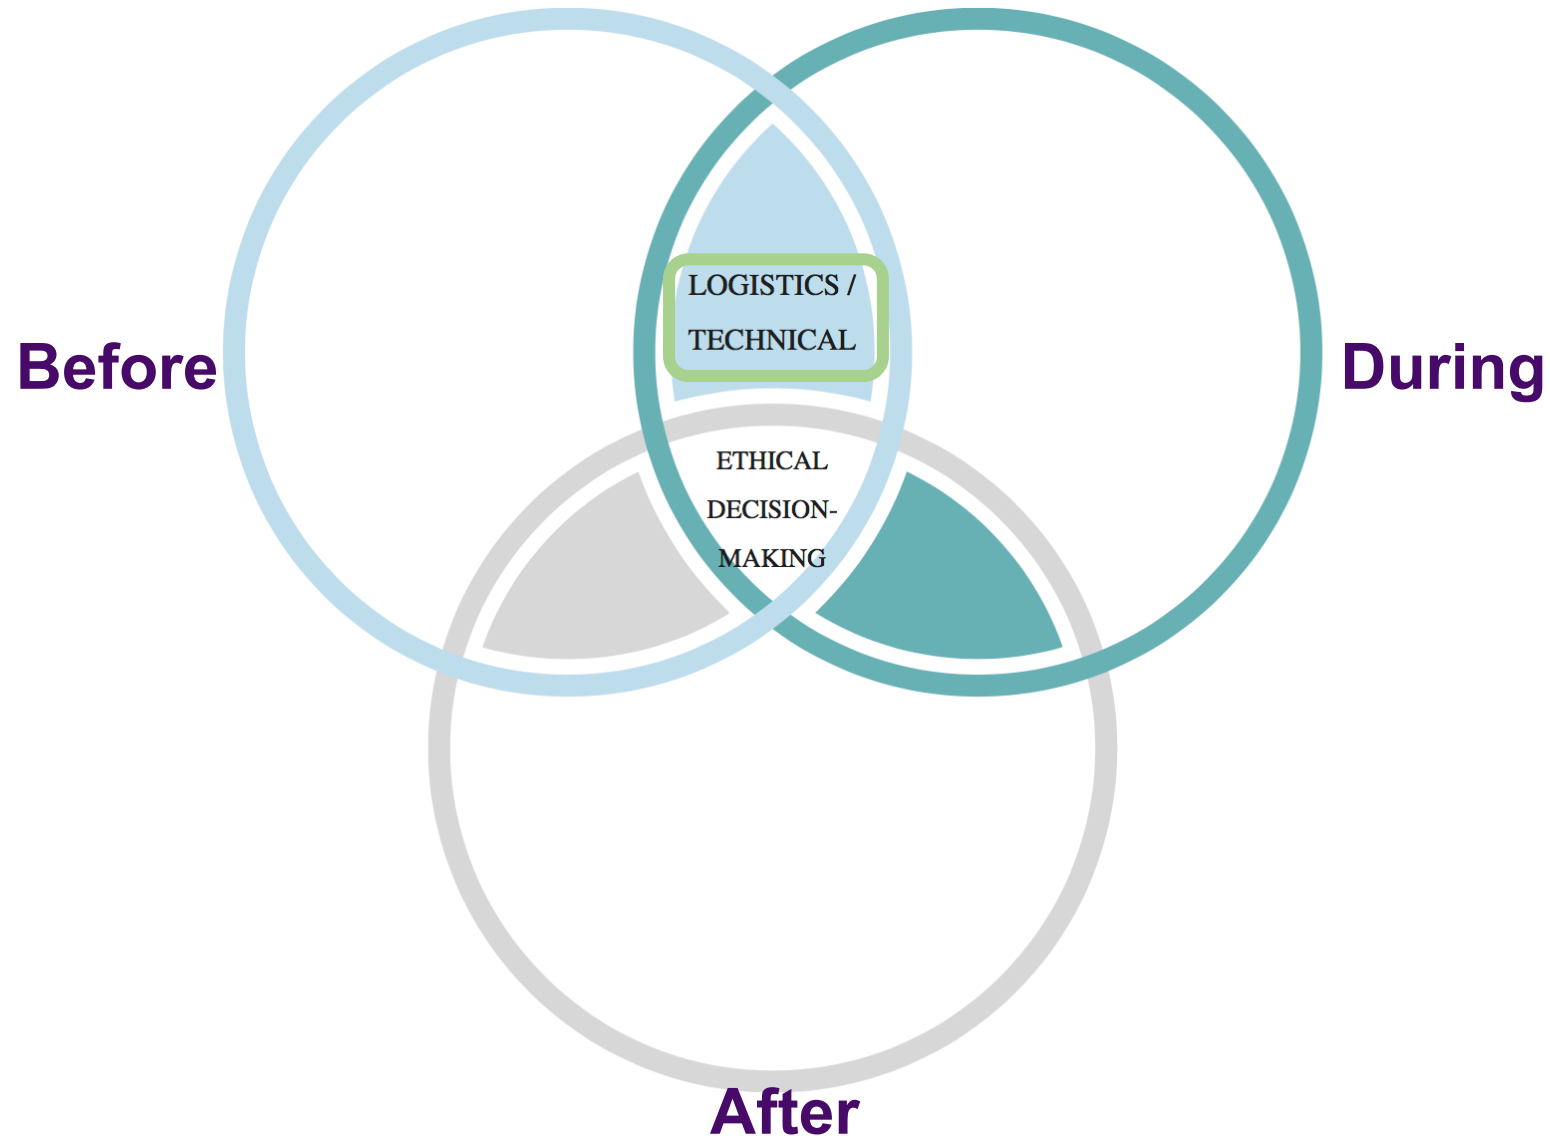 LOGISTICS /
TECHNICAL
Before
During
ETHICAL
DECISION-
MAKING
After